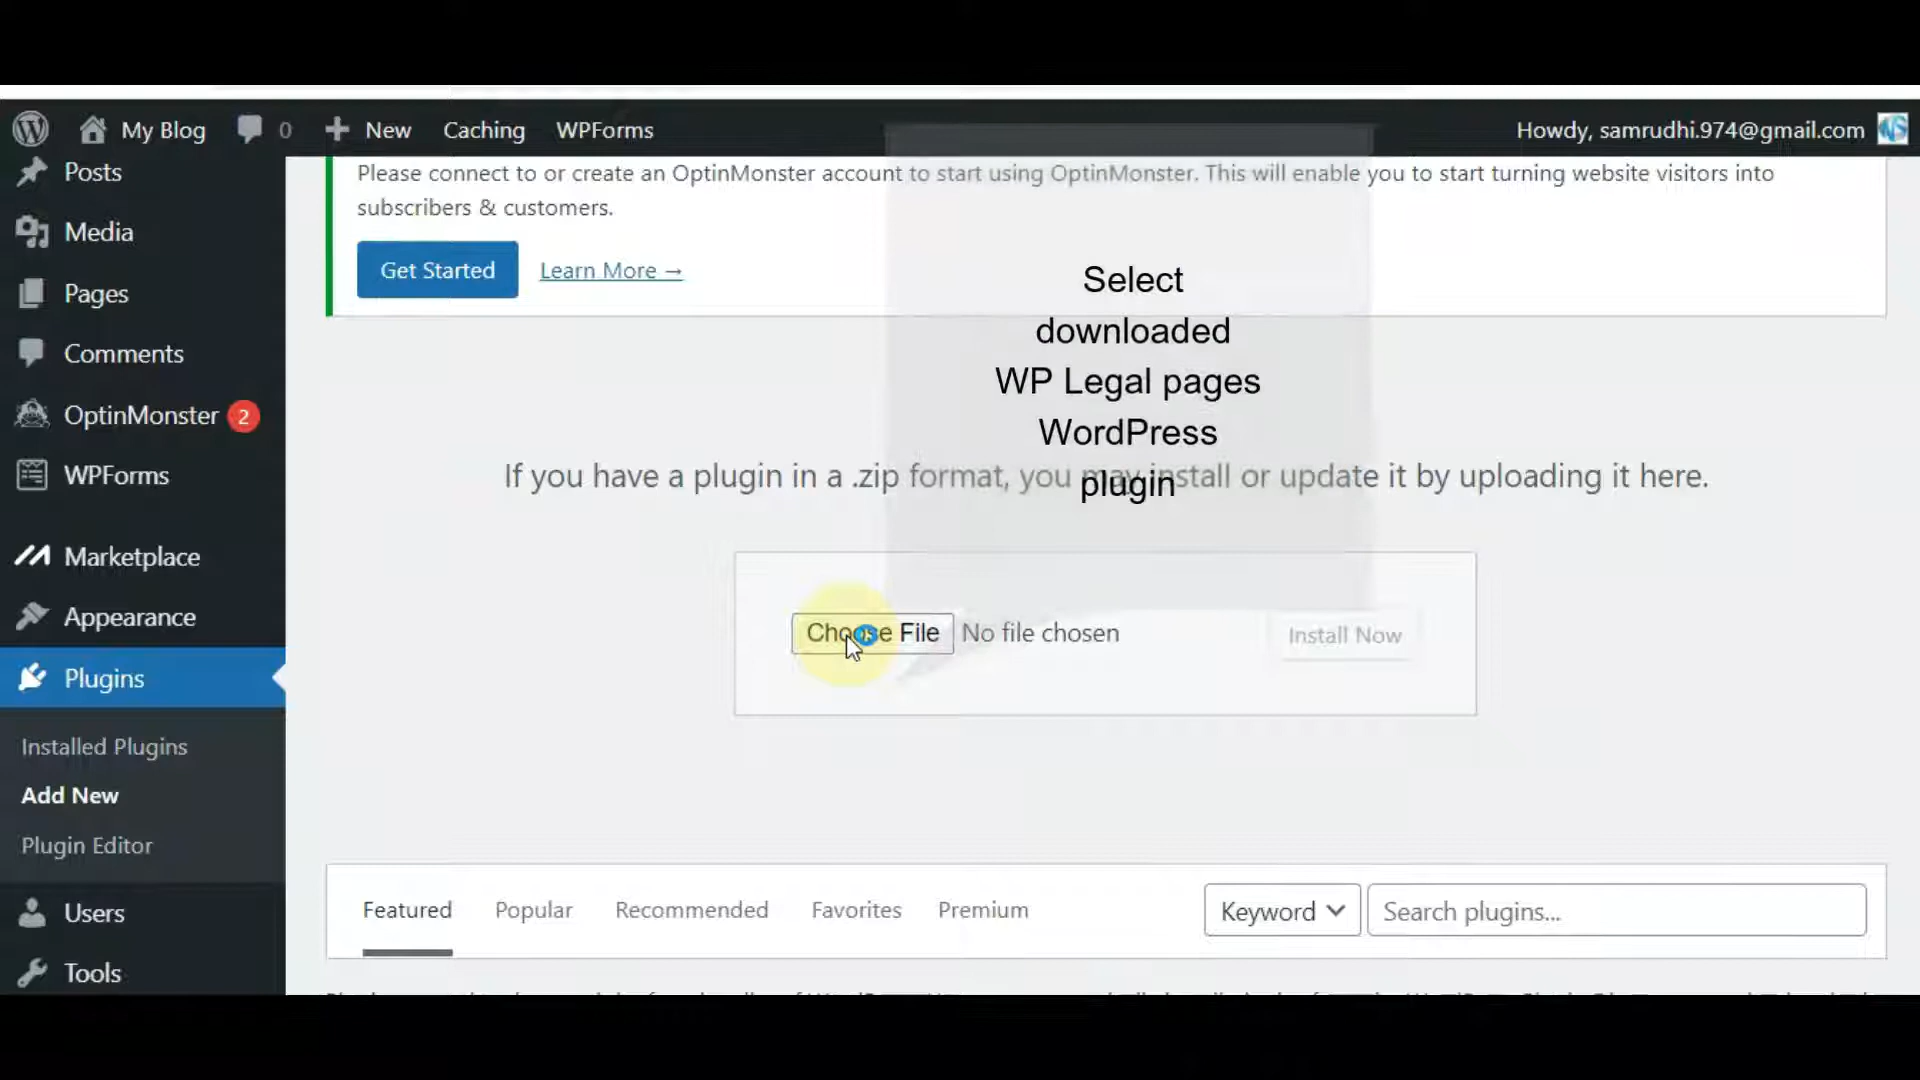 My Blog
0
New
Caching
WPForms
Howdy, samrudhi.974@gmail.com
Posts
Media
Pages
Comments
OptinMonster 2
WPForms
Marketplace
Appearance
Plugins
Installed Plugins
Add New
Plugin Editor
Users
Tools
Please connect to or create an OptinMonster account to start using OptinMonster. This will enable you to start turning website visitors into
subscribers & customers.
Get Started
Learn More →
Select
downloaded
WP Legal pages
WordPress
plugin
If you have a plugin in a .zip format, you may install or update it by uploading it here.
Choose File
No file chosen
Install Now
Featured
Popular
Recommended
Favorites
Premium
Keyword
Search plugins...